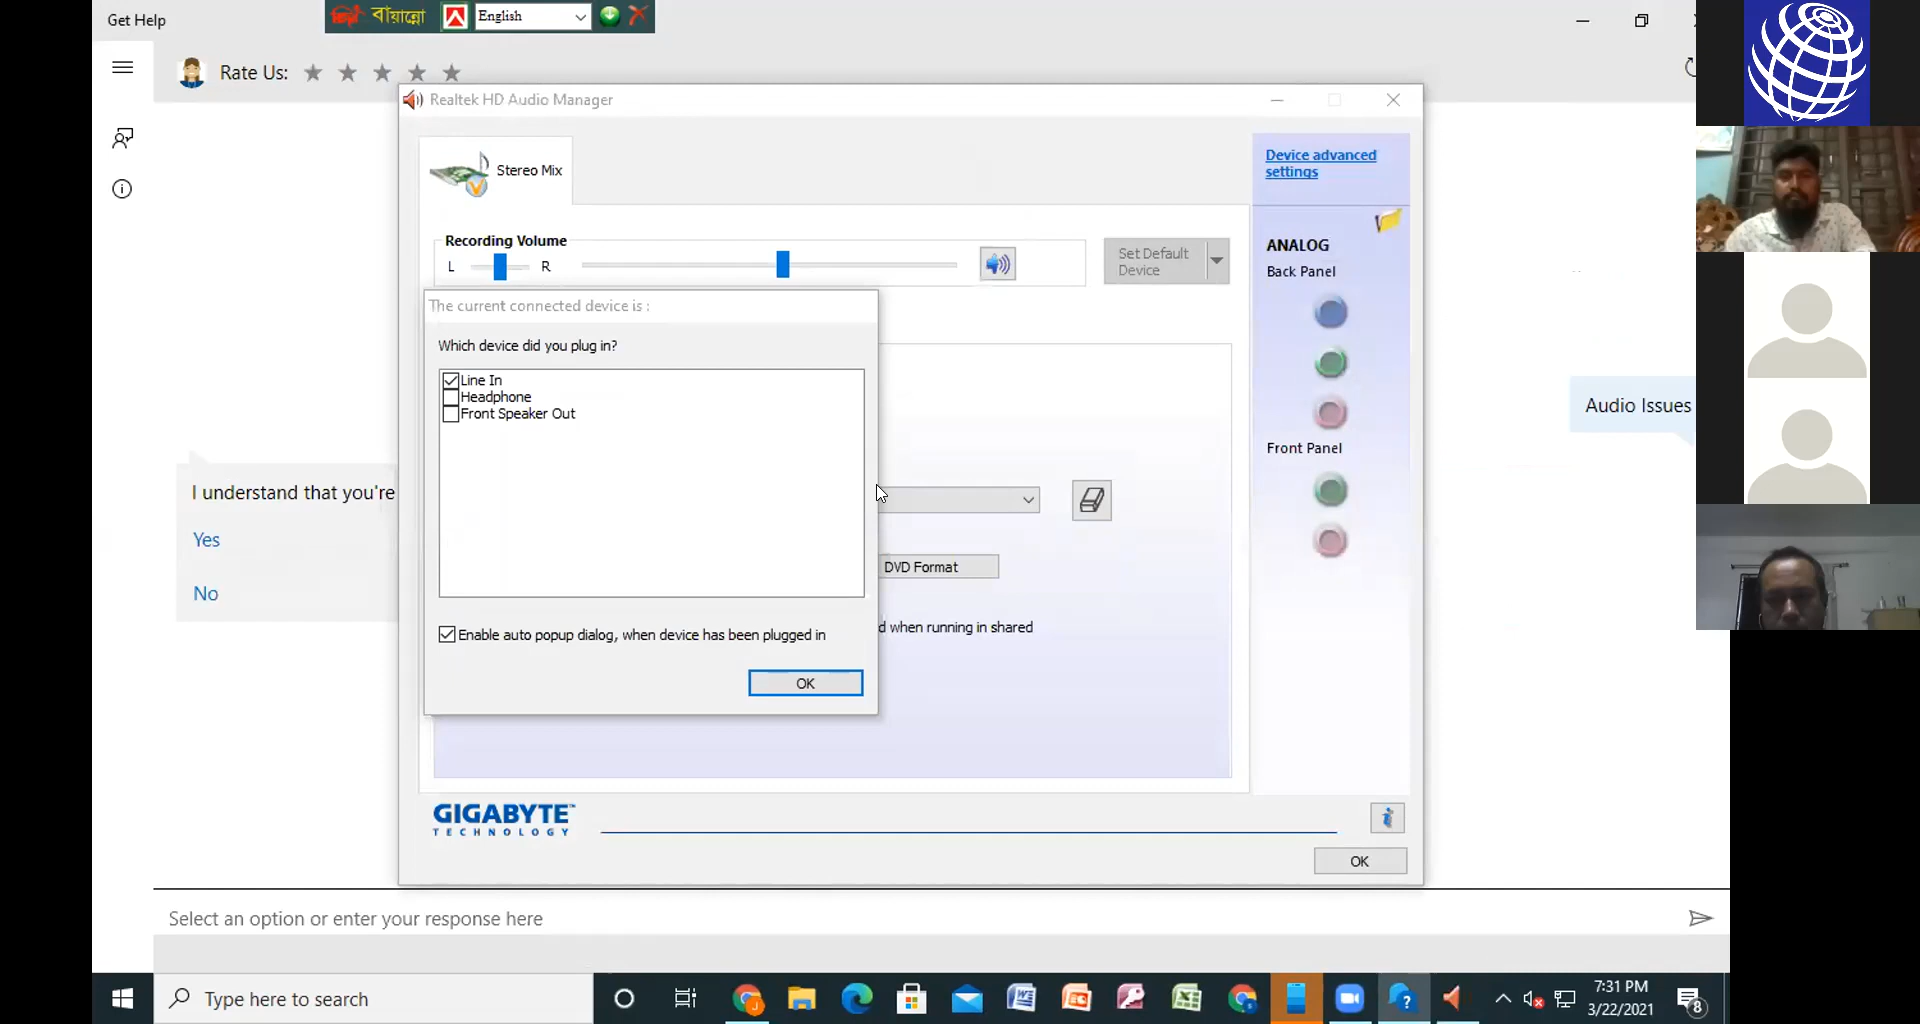 Get Help
বায়ান্নো
English
Rate Us:
Realtek HD Audio Manager
Stereo Mix
Device advanced
settings
Recording Volume
L
R
Set Default
Device
ANALOG
Back Panel
The current connected device is :
Which device did you plug in?
Line In
Headphone
Front Speaker Out
Audio Issues
Front Panel
I understand that you're
Yes
No
DVD Format
d when running in shared
Enable auto popup dialog, when device has been plugged in
OK
GIGABYTE™
TECHNOLOGY
OK
Select an option or enter your response here
Type here to search
7:31 PM
3/22/2021
8